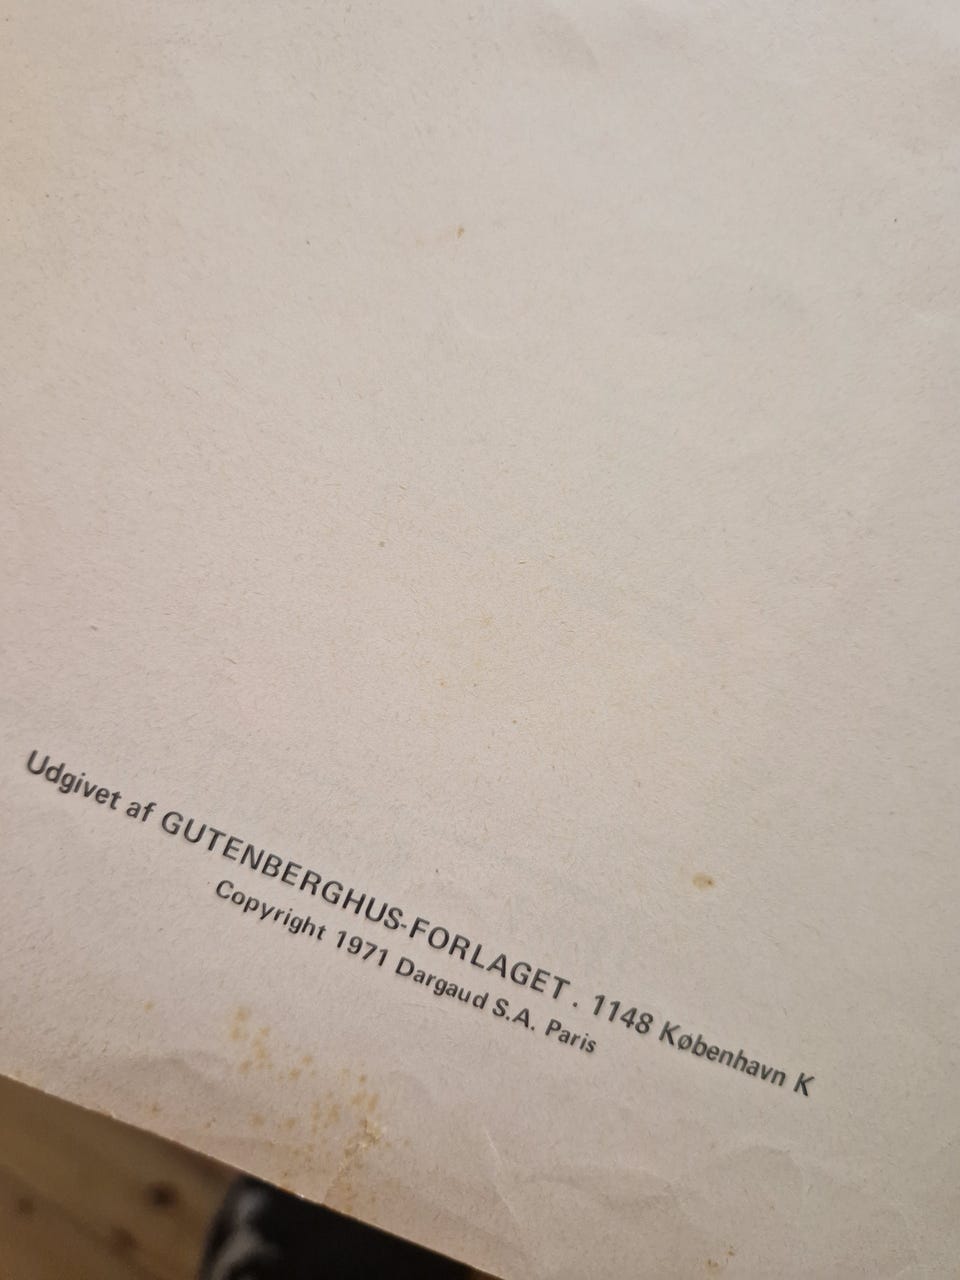 Udgivet af GUTENBERGHUS-FORLAGET . 1148 København K
Copyright 1971 Dargaud S.A. Paris